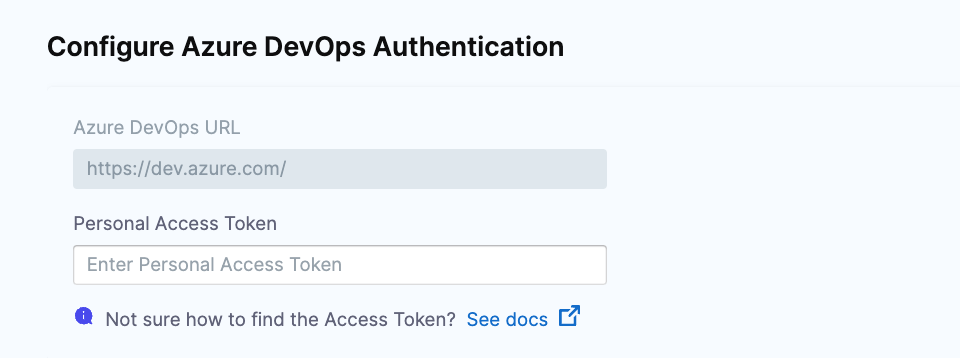 Configure Azure DevOps Authentication
Azure DevOps URL
https://dev.azure.com/
Personal Access Token
Enter Personal Access Token
Not sure how to find the Access Token? See docs